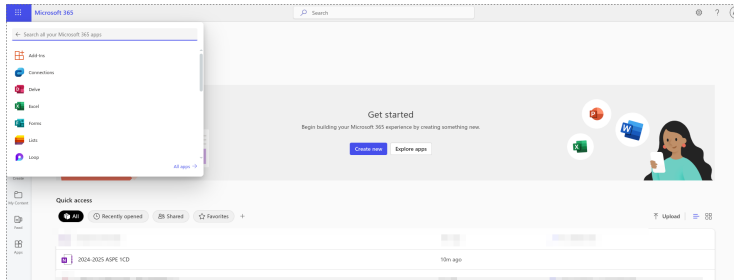 Microsoft 365
Search
?
Search all your Microsoft 365 apps
Add-Ins
Connections
Delve
Excel
Forms
Lists
Loop
All apps →
Get started
Begin building your Microsoft 365 experience by creating something new.
Create new
Explore apps
Create
My Content
Feed
Apps
Quick access
All
Recently opened
Shared
Favorites
+
Upload
2024-2025 ASPE 1CD
10m ago